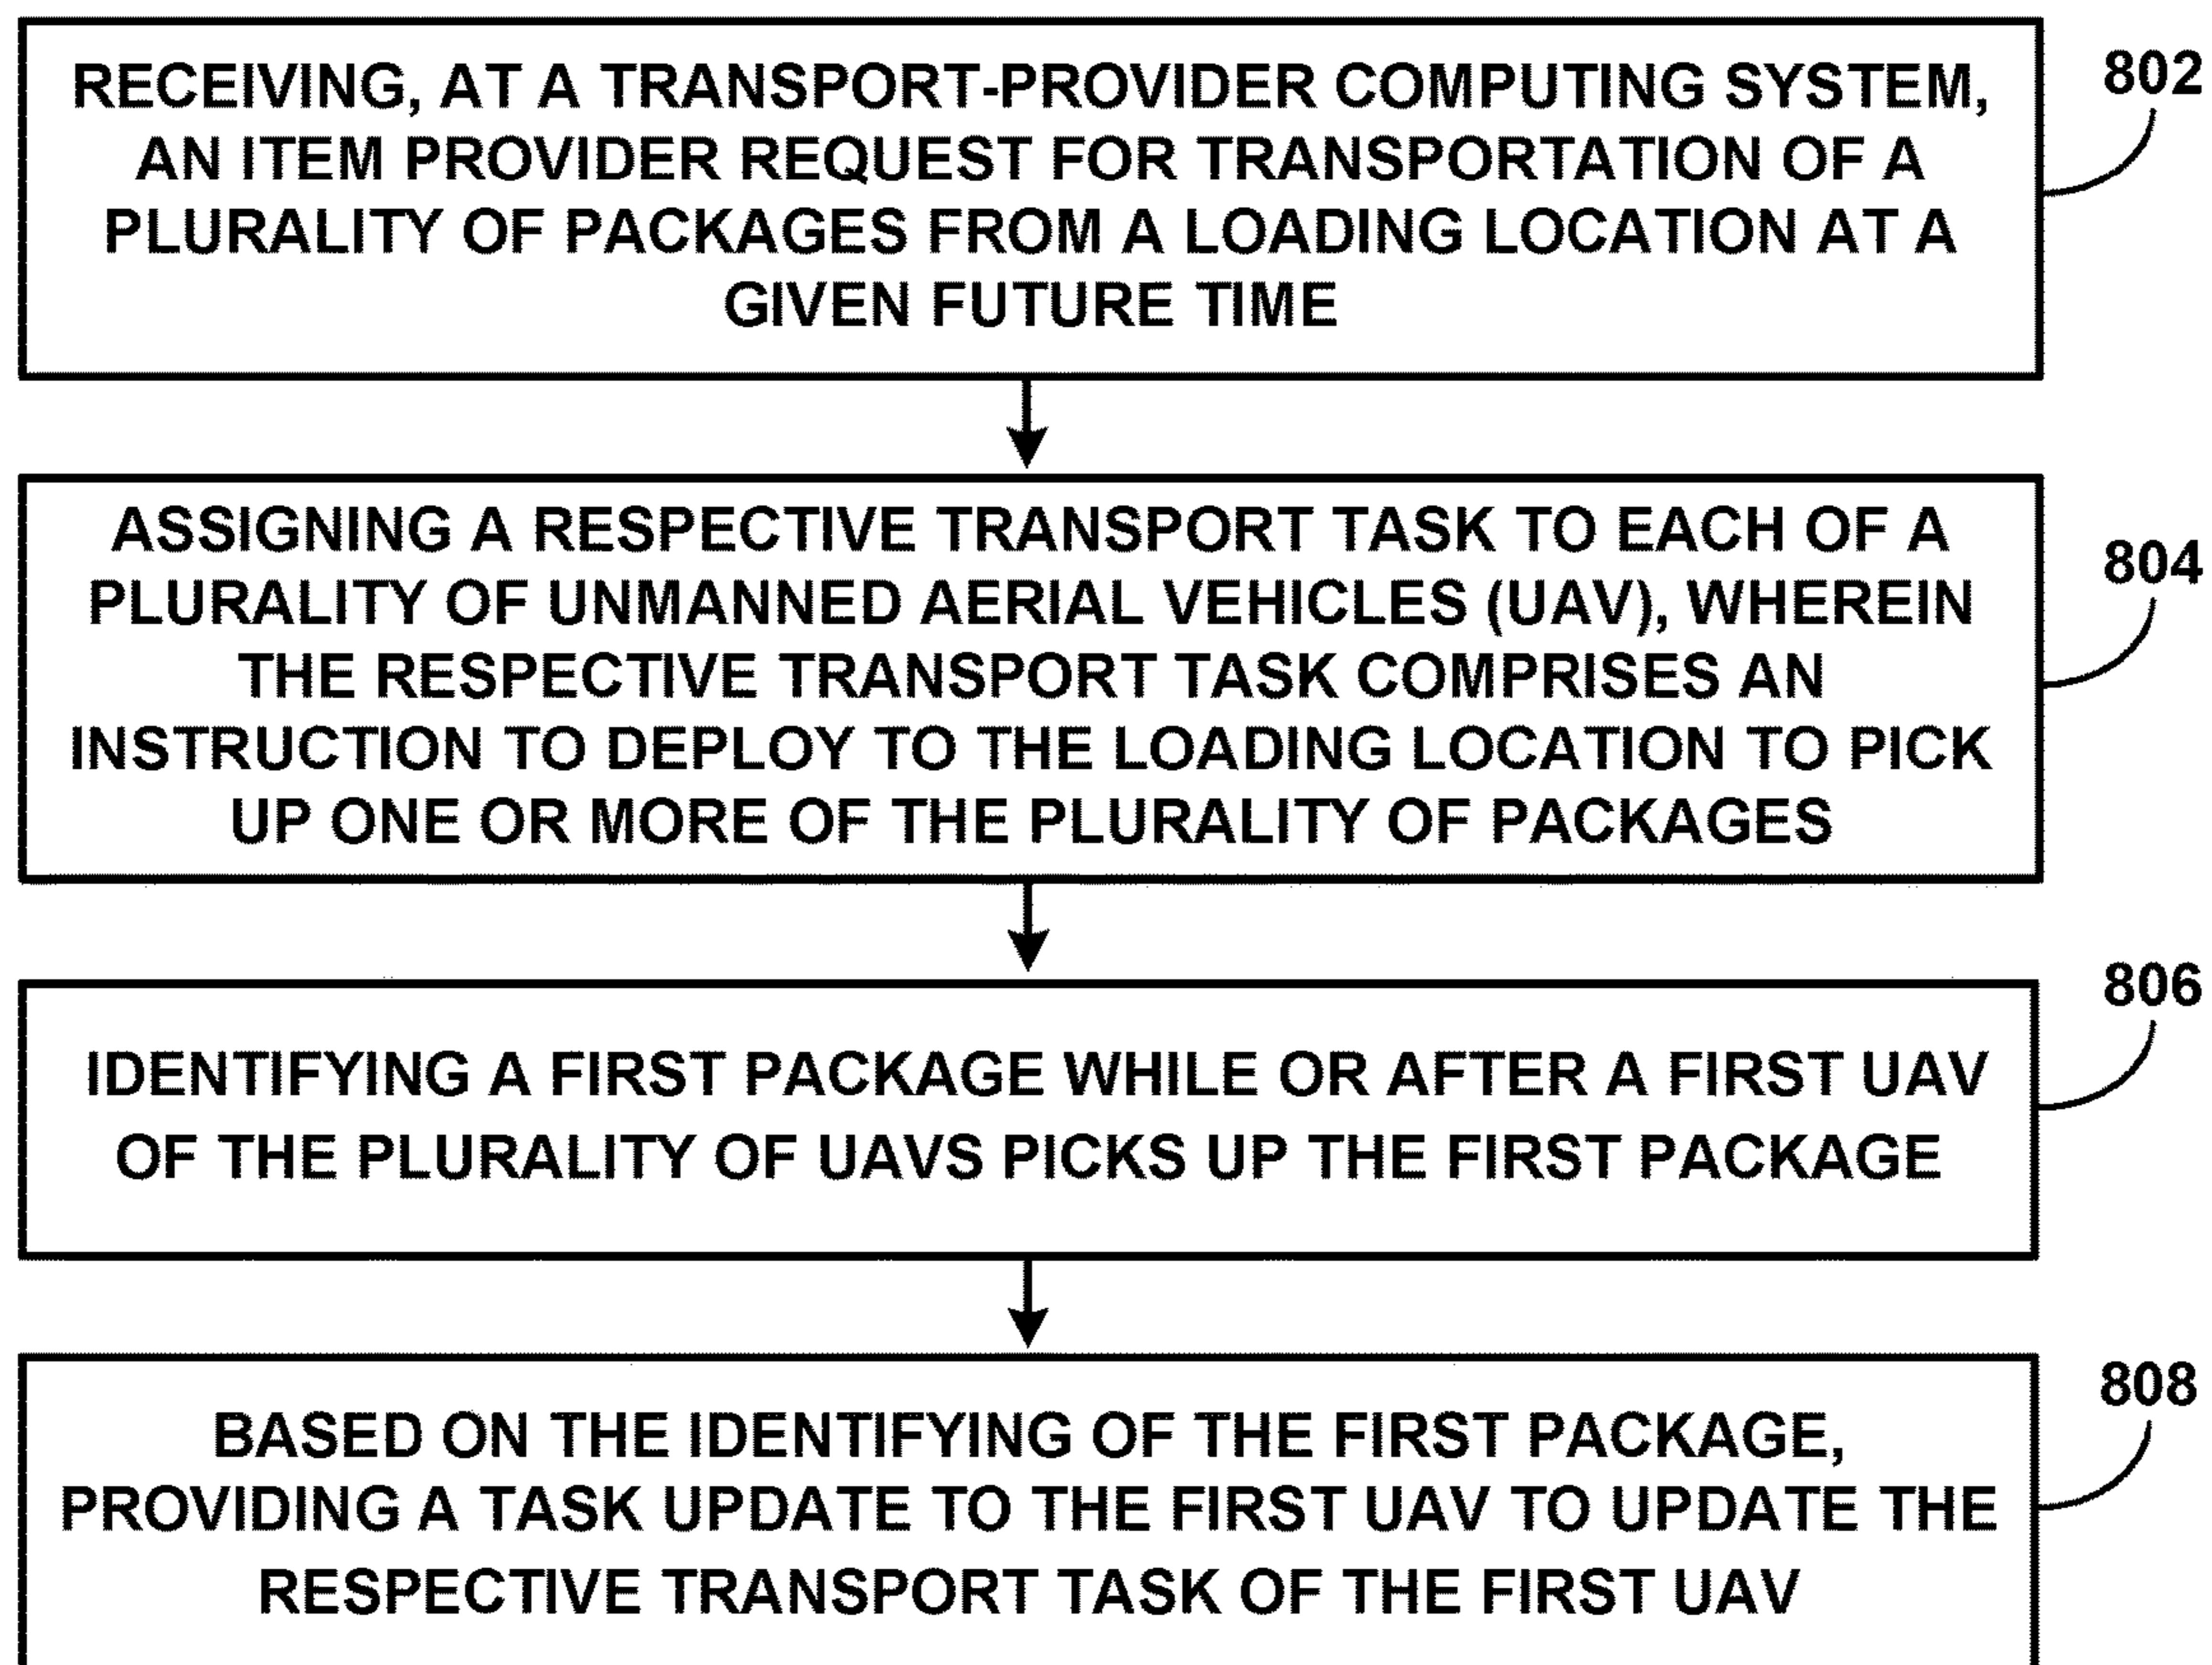 RECEIVING, AT A TRANSPORT-PROVIDER COMPUTING SYSTEM,
AN ITEM PROVIDER REQUEST FOR TRANSPORTATION OF A
PLURALITY OF PACKAGES FROM A LOADING LOCATION AT A
GIVEN FUTURE TIME
802
ASSIGNING A RESPECTIVE TRANSPORT TASK TO EACH OF A
PLURALITY OF UNMANNED AERIAL VEHICLES (UAV), WHEREIN
THE RESPECTIVE TRANSPORT TASK COMPRISES AN
INSTRUCTION TO DEPLOY TO THE LOADING LOCATION TO PICK
UP ONE OR MORE OF THE PLURALITY OF PACKAGES
804
IDENTIFYING A FIRST PACKAGE WHILE OR AFTER A FIRST UAV
OF THE PLURALITY OF UAVS PICKS UP THE FIRST PACKAGE
806
BASED ON THE IDENTIFYING OF THE FIRST PACKAGE,
PROVIDING A TASK UPDATE TO THE FIRST UAV TO UPDATE THE
RESPECTIVE TRANSPORT TASK OF THE FIRST UAV
808